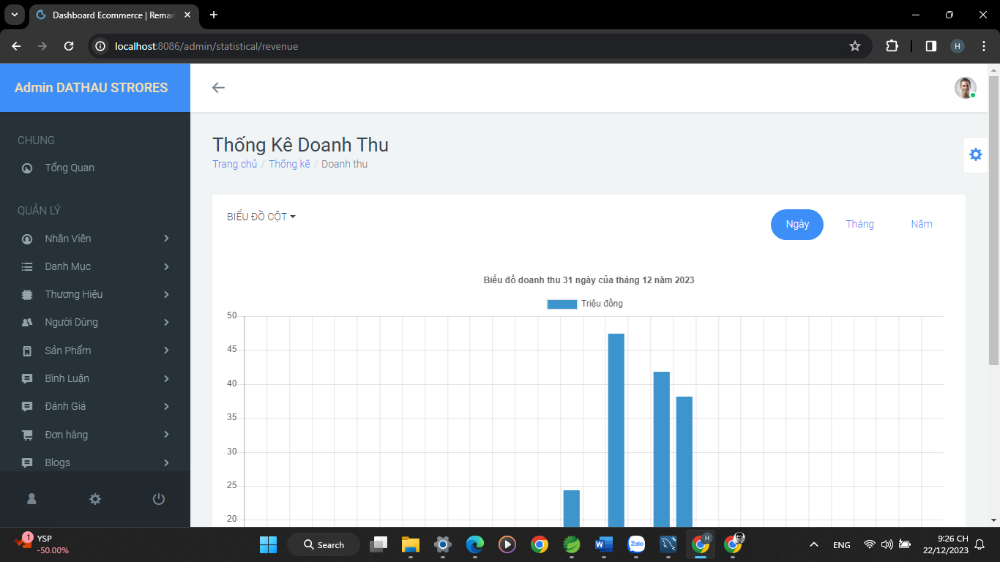 Dashboard Ecommerce | Remar
localhost:8086/admin/statistical/revenue
H
Admin DATHAU STRORES
CHUNG
Tổng Quan
QUẢN LÝ
Nhân Viên
Danh Mục
Thương Hiệu
Người Dùng
Sản Phẩm
Bình Luận
Đánh Giá
Đơn hàng
Blogs
Thống Kê Doanh Thu
Trang chủ / Thống kê / Doanh thu
BIỂU ĐỒ CỘT
Ngày
Tháng
Năm
Biểu đồ doanh thu 31 ngày của tháng 12 năm 2023
Triệu đồng
50
45
40
35
30
25
20
1
YSP
-50.00%
Search
W
Zalo
H
ENG
9:26 CH
22/12/2023